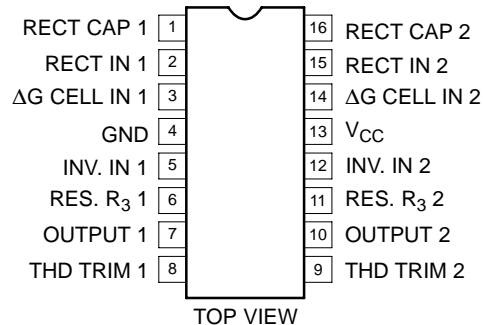 RECT CAP 1 1 16 RECT CAP 2
RECT IN 1 2 15 RECT IN 2
ΔG CELL IN 1 3 14 ΔG CELL IN 2
GND 4 13 VCC
INV. IN 1 5 12 INV. IN 2
RES. R3 1 6 11 RES. R3 2
OUTPUT 1 7 10 OUTPUT 2
THD TRIM 1 8 9 THD TRIM 2
TOP VIEW